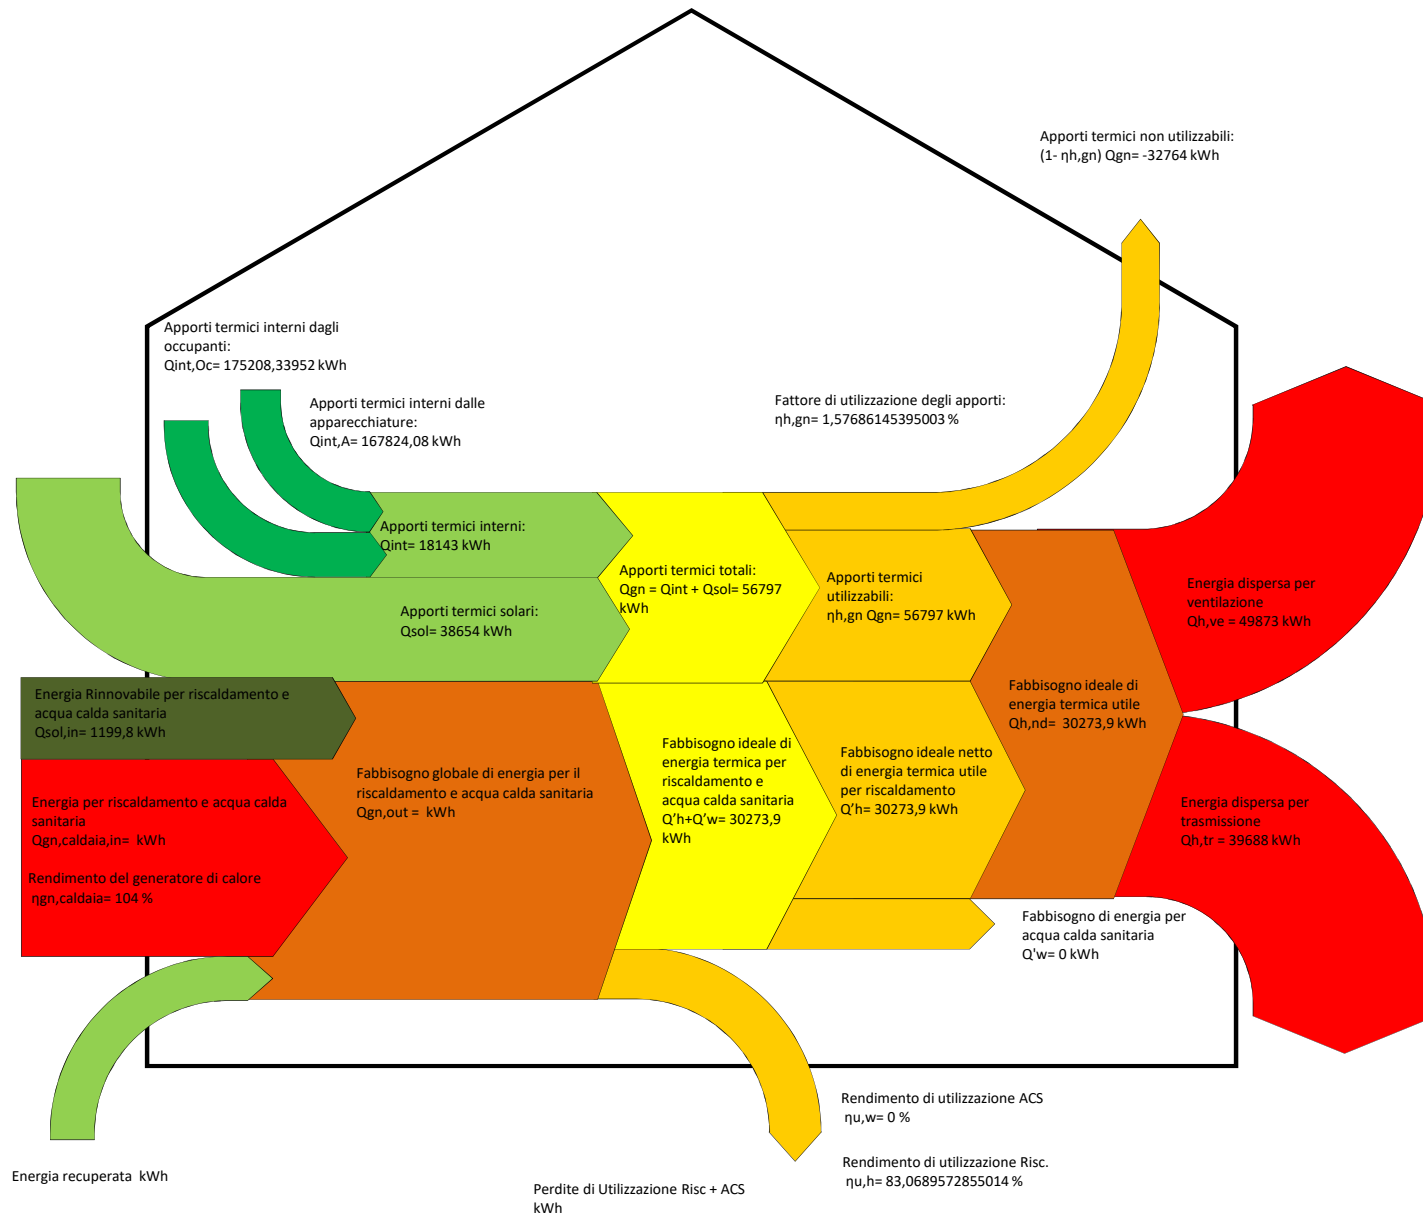 Apporti termici non utilizzabili:
(1- ηh,gn) Qgn= -32764 kWh
Apporti termici interni dagli
occupanti:
Qint,Oc= 175208,33952 kWh
Apporti termici interni dalle
apparecchiature:
Qint,A= 167824,08 kWh
Fattore di utilizzazione degli apporti:
ηh,gn= 1,57686145395003 %
Apporti termici interni:
Qint= 18143 kWh
Apporti termici solari:
Qsol= 38654 kWh
Apporti termici totali:
Qgn = Qint + Qsol= 56797
kWh
Apporti termici
utilizzabili:
ηh,gn Qgn= 56797 kWh
Energia dispersa per
ventilazione
Qh,ve = 49873 kWh
Energia Rinnovabile per riscaldamento e
acqua calda sanitaria
Qsol,in= 1199,8 kWh
Fabbisogno ideale di
energia termica utile
Qh,nd= 30273,9 kWh
Energia per riscaldamento e acqua calda
sanitaria
Qgn,caldaia,in= kWh
Rendimento del generatore di calore
ηgn,caldaia= 104 %
Fabbisogno globale di energia per il
riscaldamento e acqua calda sanitaria
Qgn,out = kWh
Fabbisogno ideale di
energia termica per
riscaldamento e
acqua calda sanitaria
Q’h+Q’w= 30273,9
kWh
Fabbisogno ideale netto
di energia termica utile
per riscaldamento
Q’h= 30273,9 kWh
Energia dispersa per
trasmissione
Qh,tr = 39688 kWh
Fabbisogno di energia per
acqua calda sanitaria
Q'w= 0 kWh
Rendimento di utilizzazione ACS
ηu,w= 0 %
Rendimento di utilizzazione Risc.
ηu,h= 83,0689572855014 %
Energia recuperata kWh
Perdite di Utilizzazione Risc + ACS
kWh